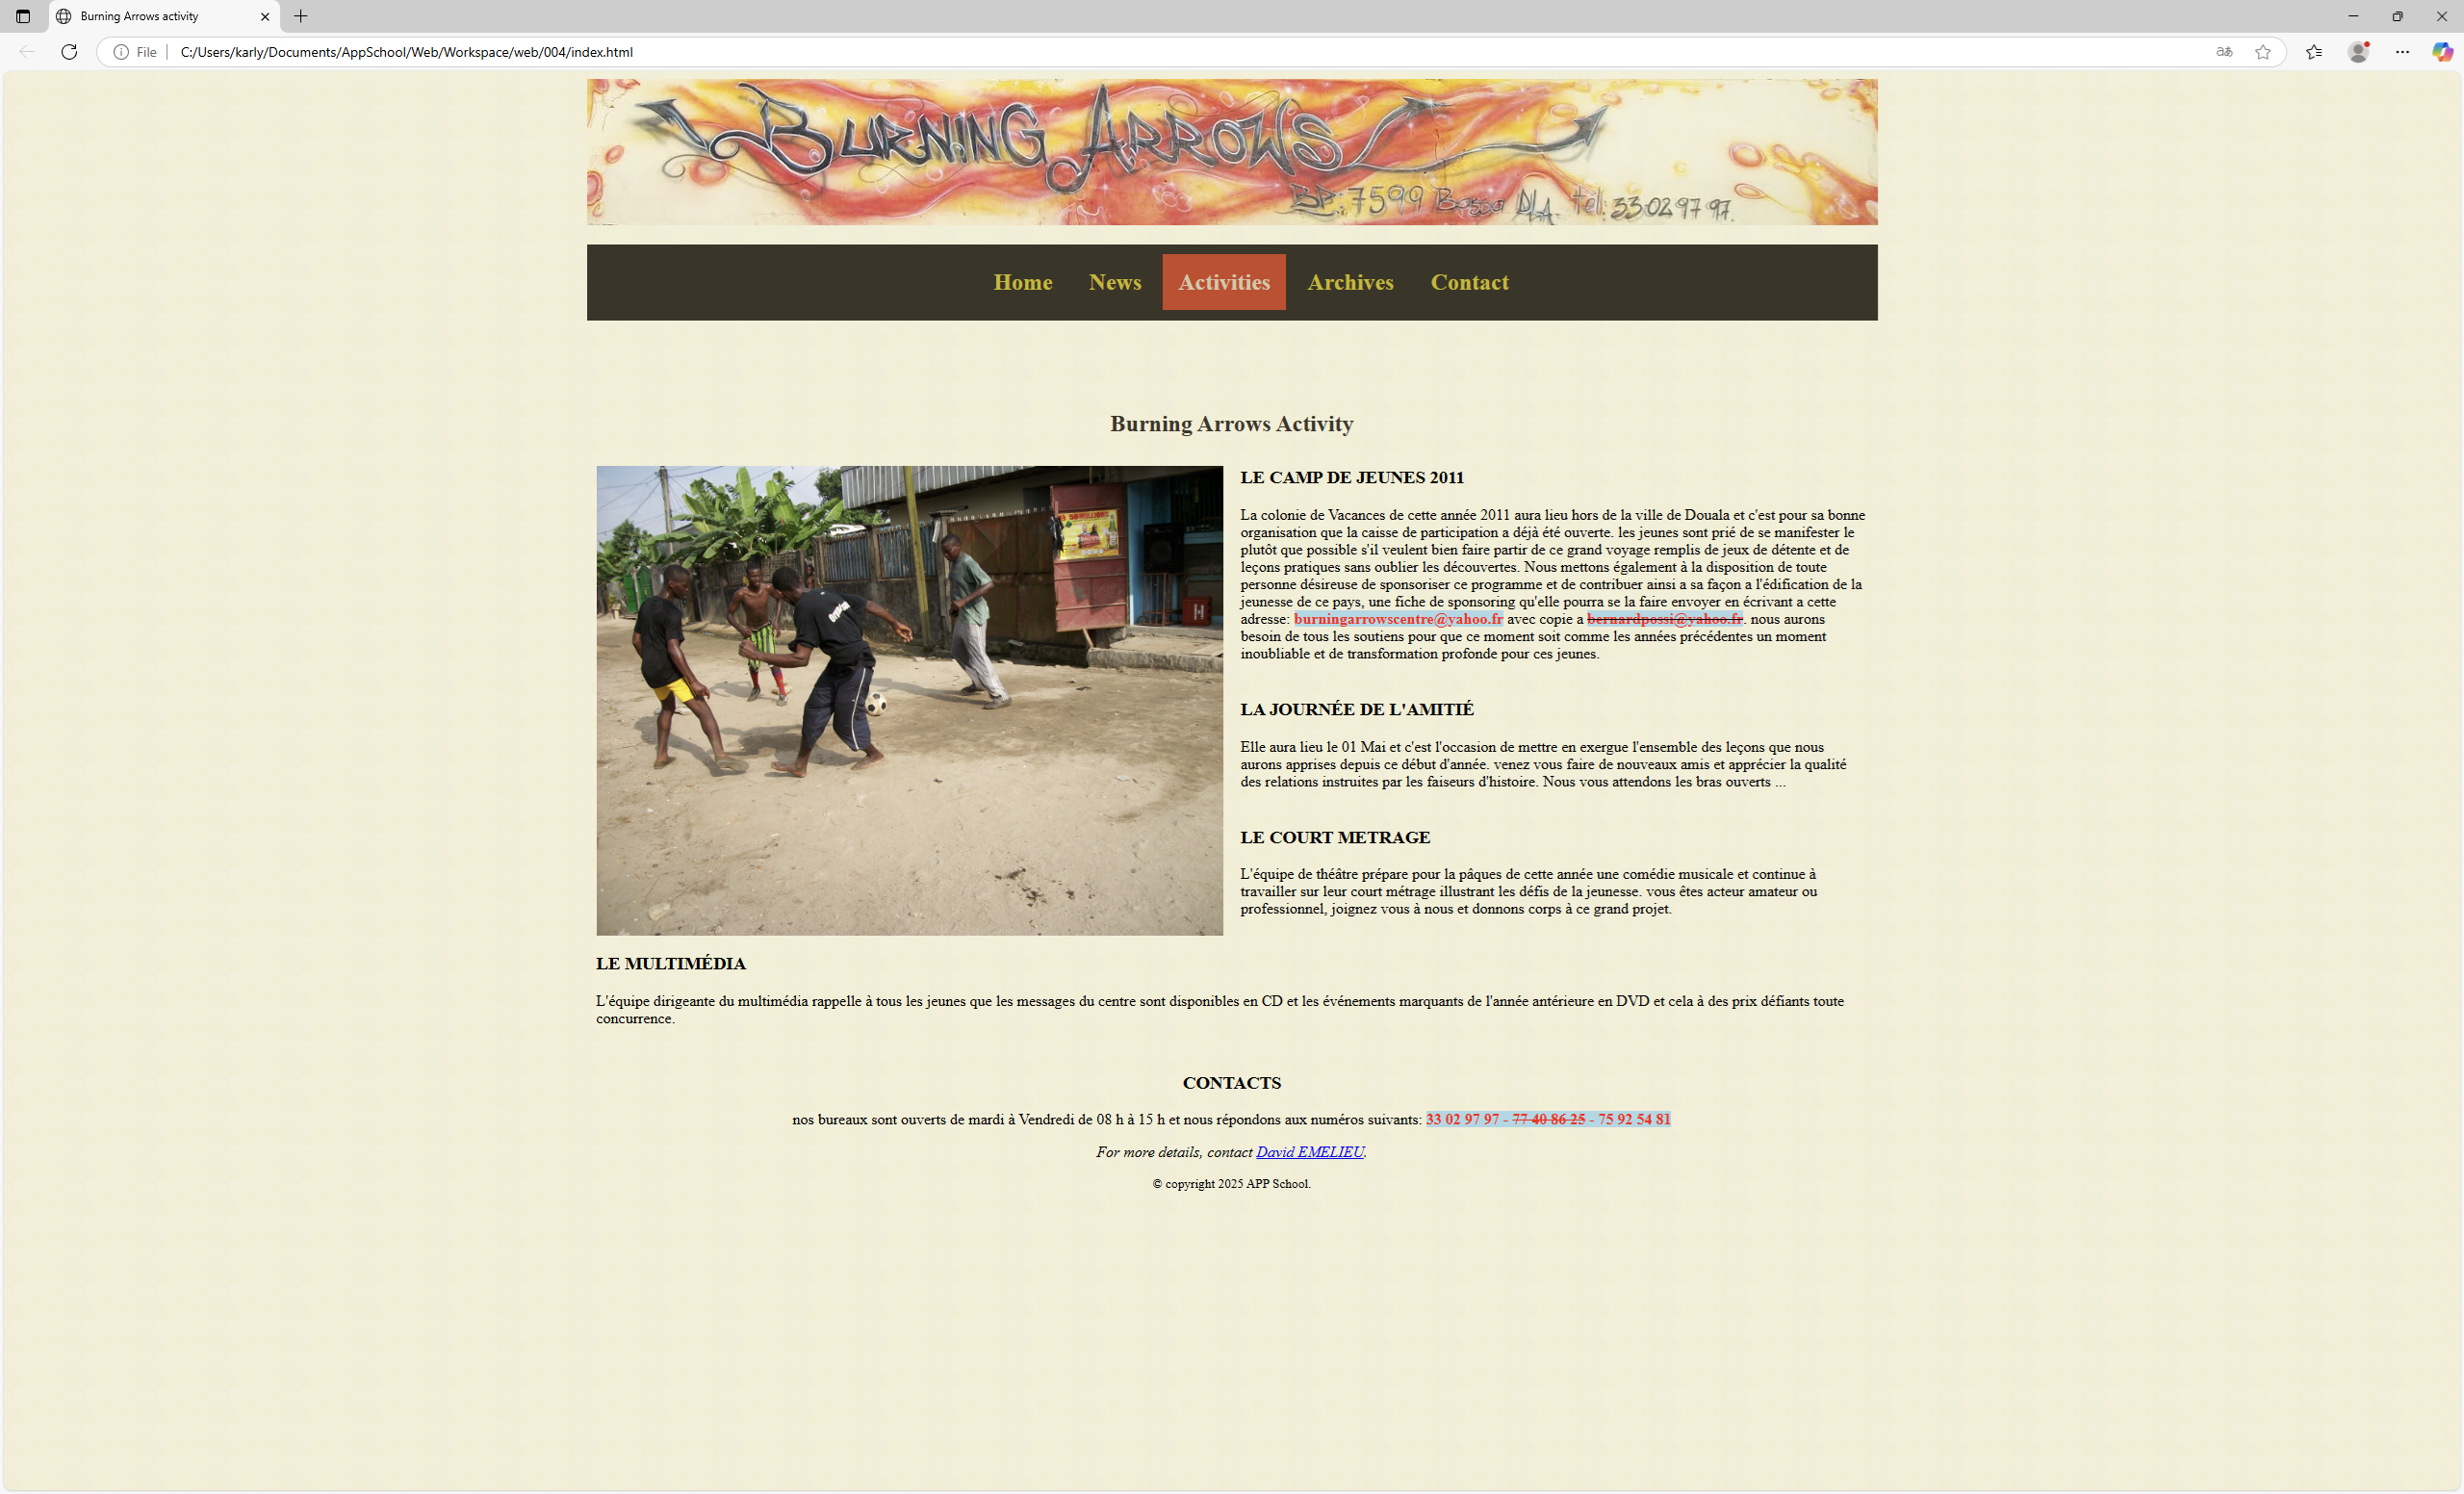 Burning Arrows activity
File
C:/Users/karly/Documents/AppSchool/Web/Workspace/web/004/index.html
BURNING ARROWS
BP: 7599 Bassa DLA. tél: 33 02 97 97.
Home News Activities Archives Contact
Burning Arrows Activity
LE CAMP DE JEUNES 2011
La colonie de Vacances de cette année 2011 aura lieu hors de la ville de Douala et c'est pour sa bonne
organisation que la caisse de participation a déjà été ouverte. les jeunes sont prié de se manifester le
plutôt que possible s'il veulent bien faire partir de ce grand voyage remplis de jeux de détente et de
leçons pratiques sans oublier les découvertes. Nous mettons également à la disposition de toute
personne désireuse de sponsoriser ce programme et de contribuer ainsi a sa façon a l'édification de la
jeunesse de ce pays, une fiche de sponsoring qu'elle pourra se la faire envoyer en écrivant a cette
adresse: burningarrowscentre@yahoo.fr avec copie a bernardpossi@yahoo.fr. nous aurons
besoin de tous les soutiens pour que ce moment soit comme les années précédentes un moment
inoubliable et de transformation profonde pour ces jeunes.
LA JOURNÉE DE L'AMITIÉ
Elle aura lieu le 01 Mai et c'est l'occasion de mettre en exergue l'ensemble des leçons que nous
aurons apprises depuis ce début d'année. venez vous faire de nouveaux amis et apprécier la qualité
des relations instruites par les faiseurs d'histoire. Nous vous attendons les bras ouverts ...
LE COURT METRAGE
L'équipe de théâtre prépare pour la pâques de cette année une comédie musicale et continue à
travailler sur leur court métrage illustrant les défis de la jeunesse. vous êtes acteur amateur ou
professionnel, joignez vous à nous et donnons corps à ce grand projet.
LE MULTIMÉDIA
L'équipe dirigeante du multimédia rappelle à tous les jeunes que les messages du centre sont disponibles en CD et les événements marquants de l'année antérieure en DVD et cela à des prix défiants toute
concurrence.
CONTACTS
nos bureaux sont ouverts de mardi à Vendredi de 08 h à 15 h et nous répondons aux numéros suivants: 33 02 97 97 - 77 40 86 25 - 75 92 54 81
For more details, contact David EMELIEU.
© copyright 2025 APP School.